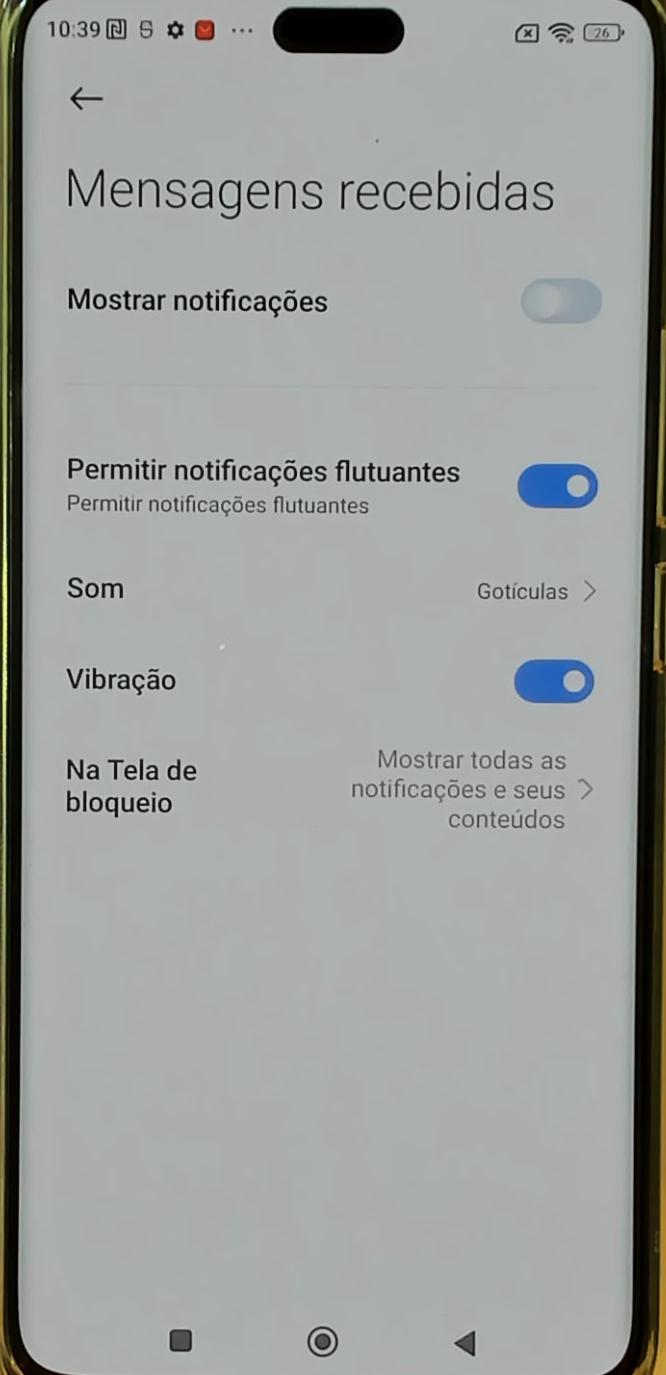 10:39
26
Mensagens recebidas
Mostrar notificações
Permitir notificações flutuantes
Permitir notificações flutuantes
Som
Gotículas
Vibração
Na Tela de
bloqueio
Mostrar todas as
notificações e seus
conteúdos